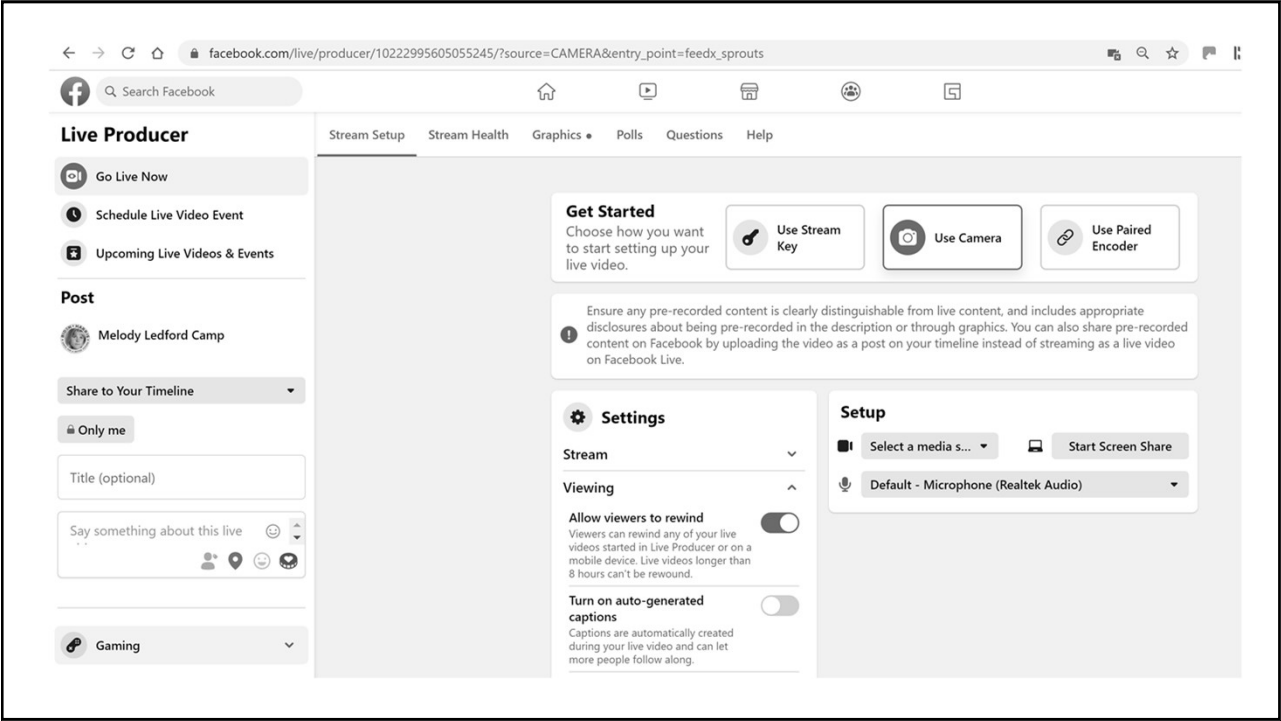 facebook.com/live/producer/10222995605055245/?source=CAMERA&entry_point=feedx_sprouts
Search Facebook
Live Producer
Go Live Now
Schedule Live Video Event
Upcoming Live Videos & Events
Post
Melody Ledford Camp
Share to Your Timeline
Only me
Title (optional)
Say something about this live
Gaming
Stream Setup Stream Health Graphics • Polls Questions Help
Get Started
Choose how you want
to start setting up your
live video.
Use Stream
Key
Use Camera
Use Paired
Encoder
Ensure any pre-recorded content is clearly distinguishable from live content, and includes appropriate
disclosures about being pre-recorded in the description or through graphics. You can also share pre-recorded
content on Facebook by uploading the video as a post on your timeline instead of streaming as a live video
on Facebook Live.
Settings
Stream
Viewing
Allow viewers to rewind
Viewers can rewind any of your live
videos started in Live Producer or on a
mobile device. Live videos longer than
8 hours can't be rewound.
Turn on auto-generated
captions
Captions are automatically created
during your live video and can let
more people follow along.
Setup
Select a media s...
Start Screen Share
Default - Microphone (Realtek Audio)